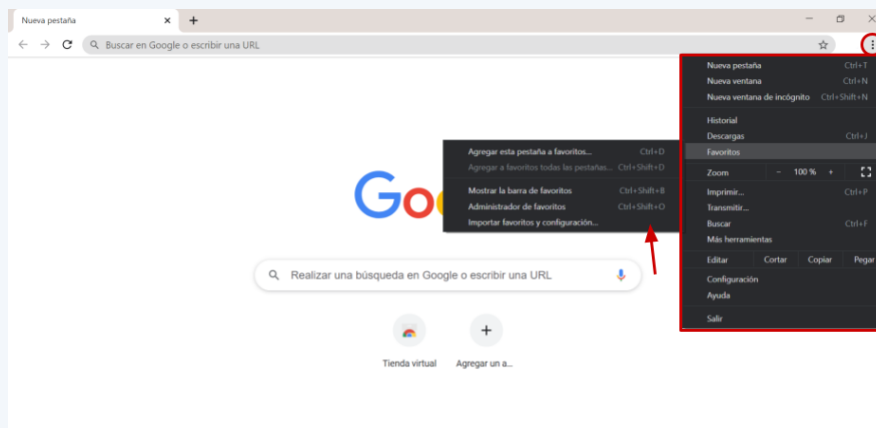 Nueva pestaña
Buscar en Google o escribir una URL
Nueva pestaña Ctrl+T
Nueva ventana Ctrl+N
Nueva ventana de incógnito Ctrl+Shift+N
Historial
Descargas Ctrl+J
Favoritos
Zoom - 100 % +
Imprimir... Ctrl+P
Transmitir...
Buscar Ctrl+F
Más herramientas
Editar Cortar Copiar Pegar
Configuración
Ayuda
Salir
Agregar esta pestaña a favoritos... Ctrl+D
Agregar a favoritos todas las pestañas... Ctrl+Shift+D
Mostrar la barra de favoritos Ctrl+Shift+B
Administrador de favoritos Ctrl+Shift+O
Importar favoritos y configuración...
Go
Realizar una búsqueda en Google o escribir una URL
Tienda virtual
Agregar un a...